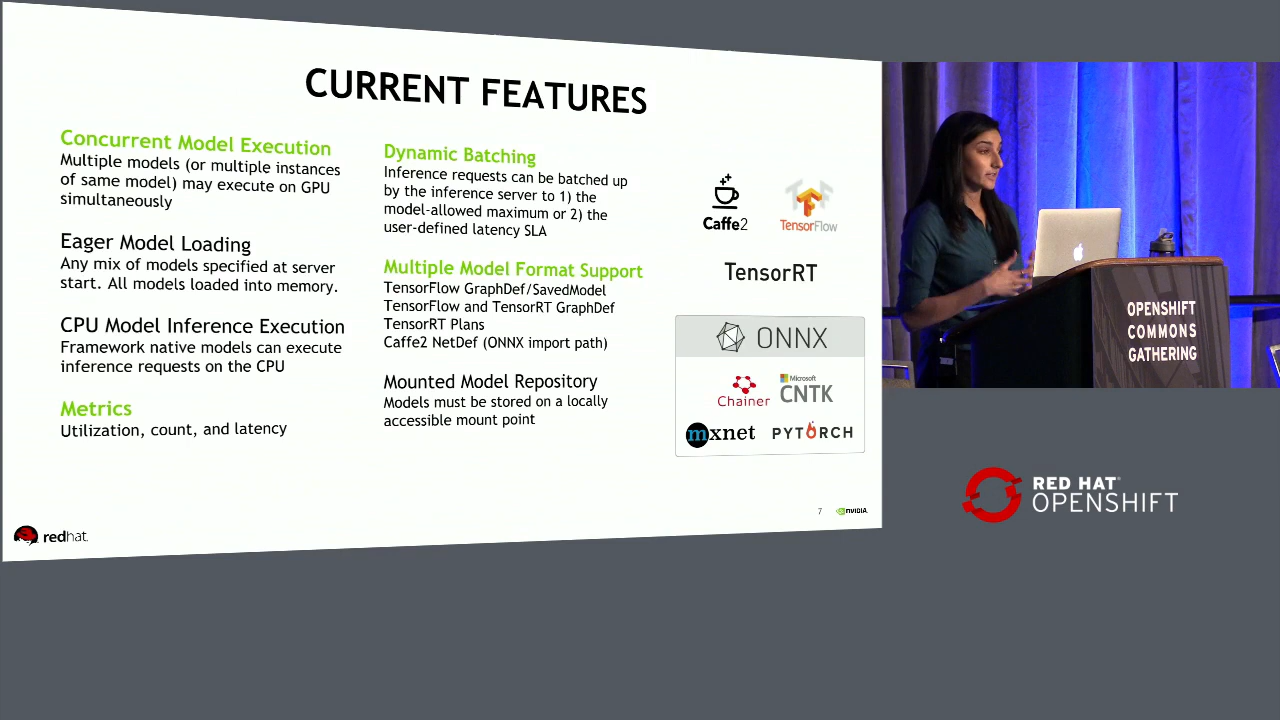 CURRENT FEATURES
Concurrent Model Execution
Multiple models (or multiple instances
of same model) may execute on GPU
simultaneously
Eager Model Loading
Any mix of models specified at server
start. All models loaded into memory.
CPU Model Inference Execution
Framework native models can execute
inference requests on the CPU
Metrics
Utilization, count, and latency
Dynamic Batching
Inference requests can be batched up
by the inference server to 1) the
model-allowed maximum or 2) the
user-defined latency SLA
Multiple Model Format Support
TensorFlow GraphDef/SavedModel
TensorFlow and TensorRT GraphDef
TensorRT Plans
Caffe2 NetDef (ONNX import path)
Mounted Model Repository
Models must be stored on a locally
accessible mount point
Caffe2
TF
TensorFlow
TensorRT
ONNX
Chainer
Microsoft
CNTK
mxnet
PYTORCH
7
NVIDIA.
redhat.
OPENSHIFT
COMMONS
GATHERING
RED HAT®
OPENSHIFT